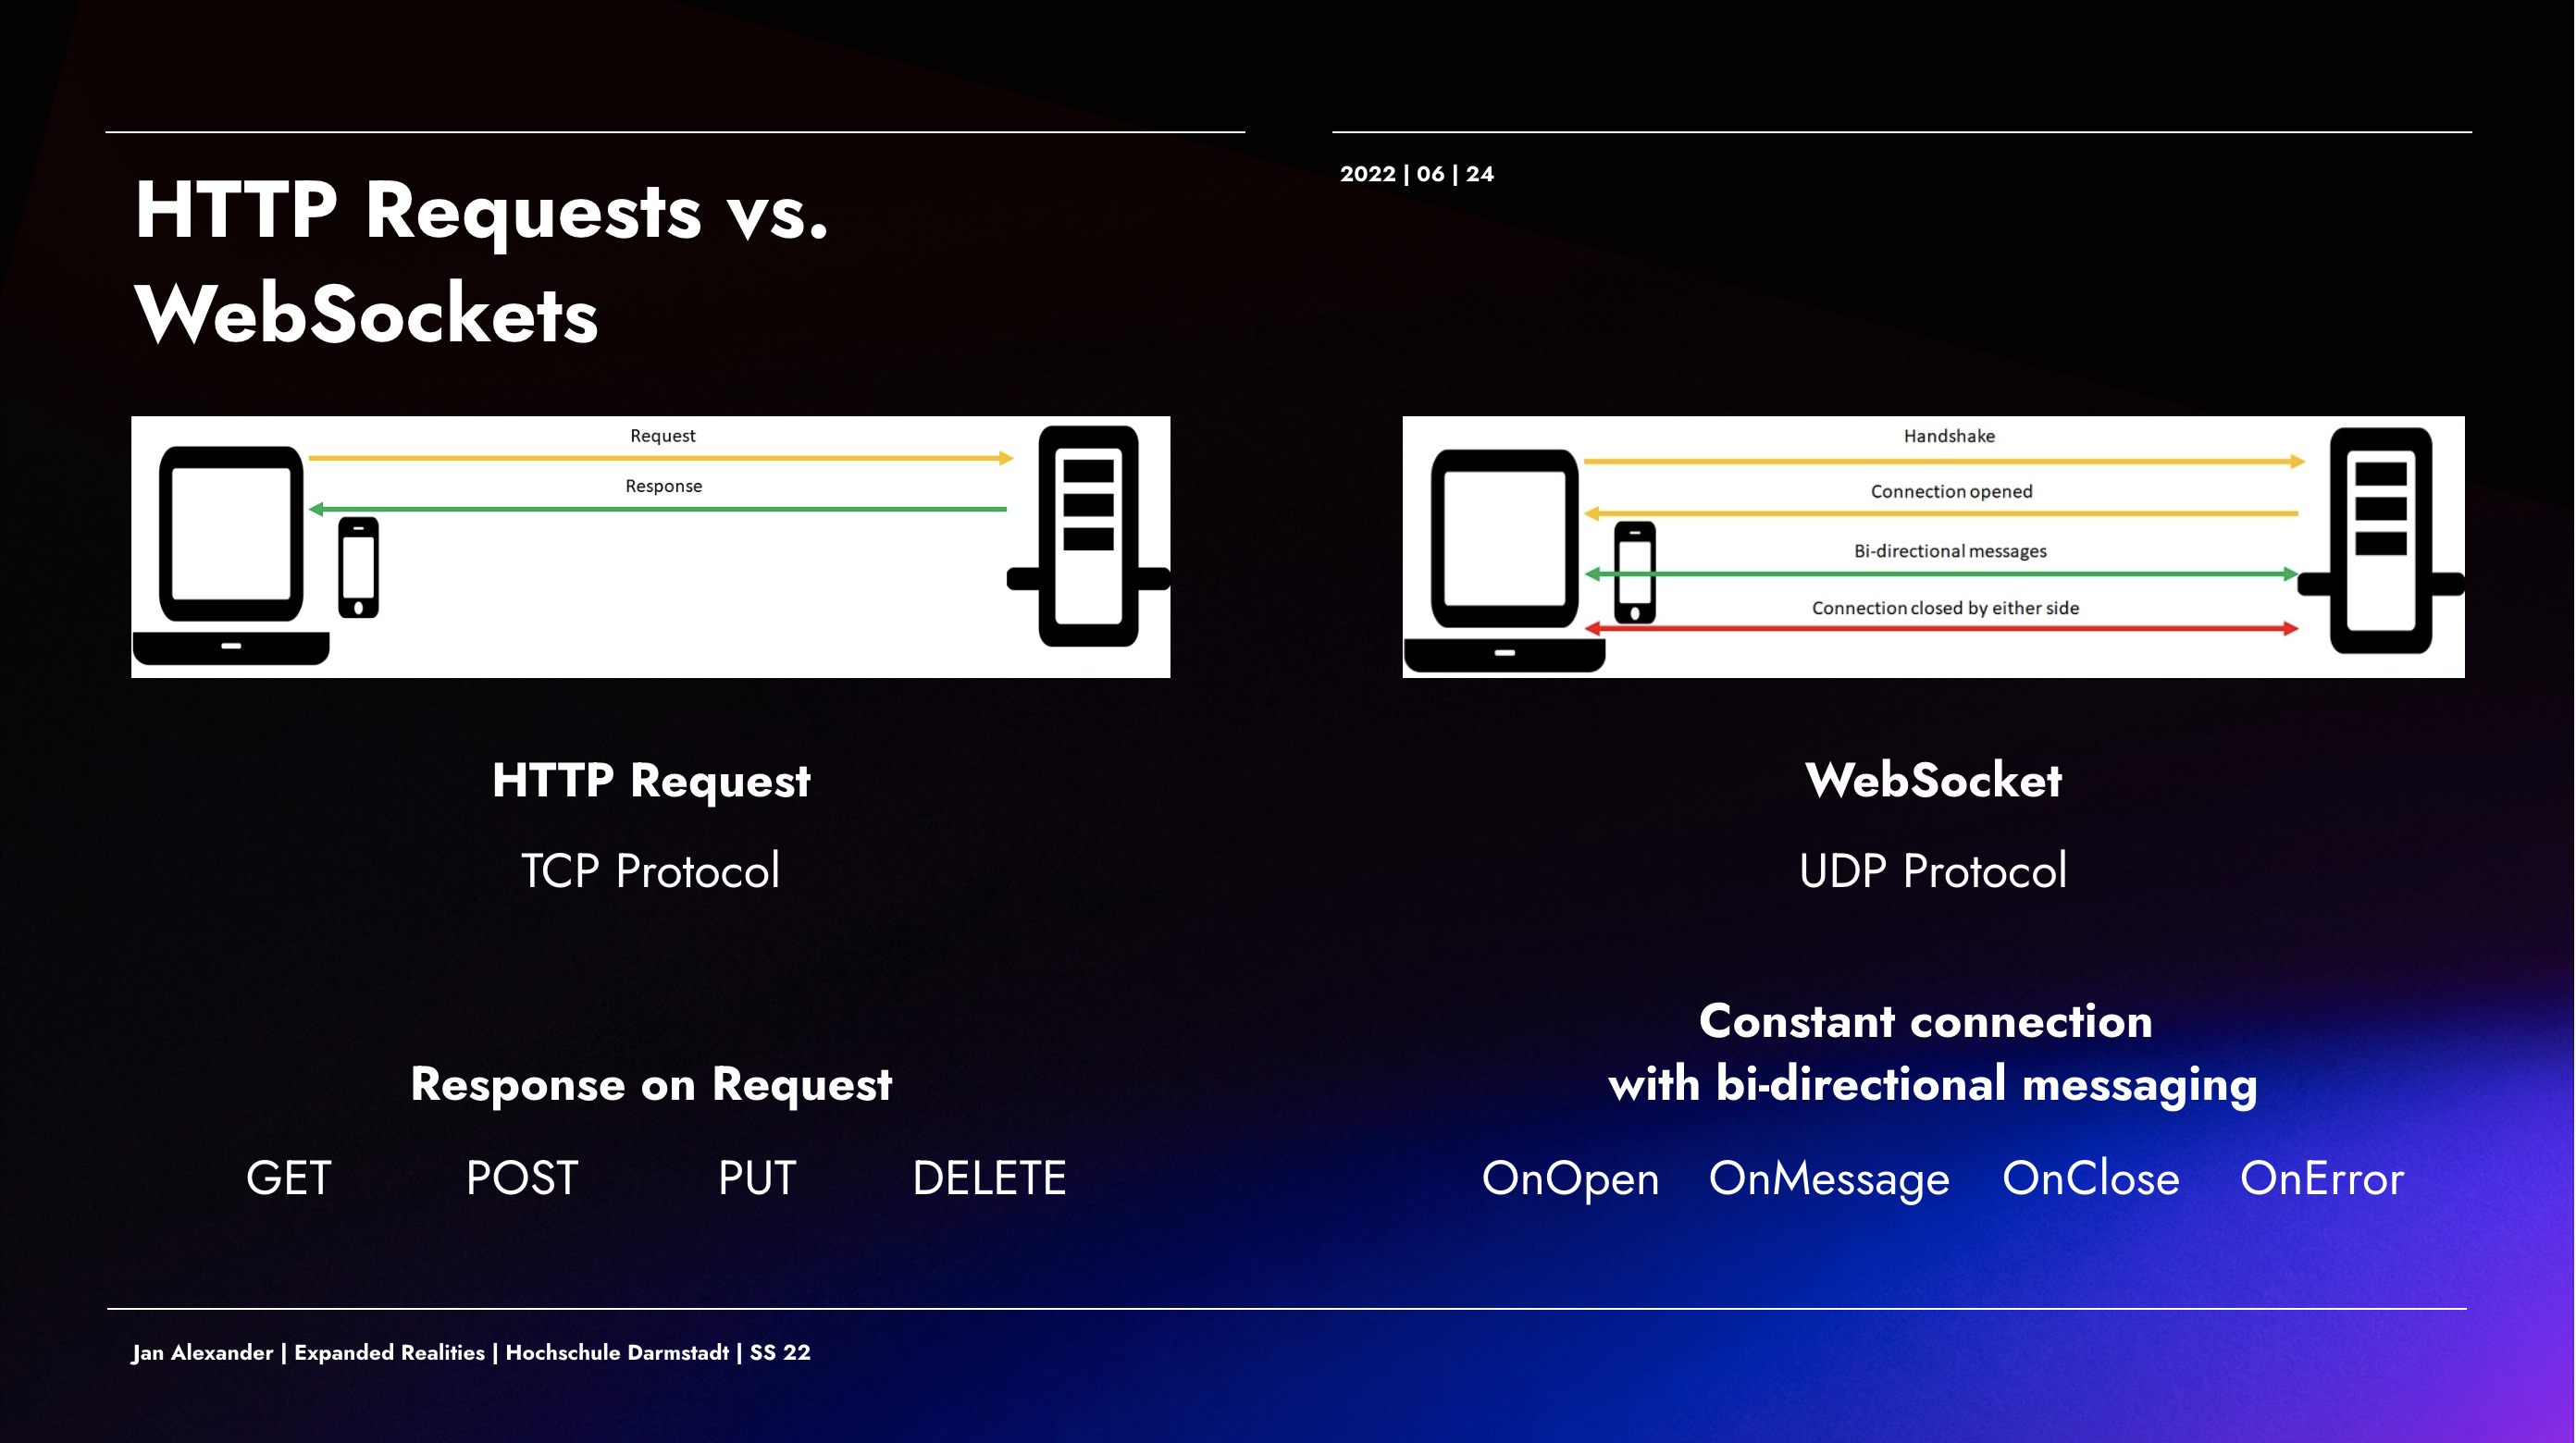 HTTP Requests vs.
WebSockets
2022 | 06 | 24
Request
Response
Handshake
Connection opened
Bi-directional messages
Connection closed by either side
HTTP Request
TCP Protocol
WebSocket
UDP Protocol
Response on Request
GET POST PUT DELETE
Constant connection
with bi-directional messaging
OnOpen OnMessage OnClose OnError
Jan Alexander | Expanded Realities | Hochschule Darmstadt | SS 22